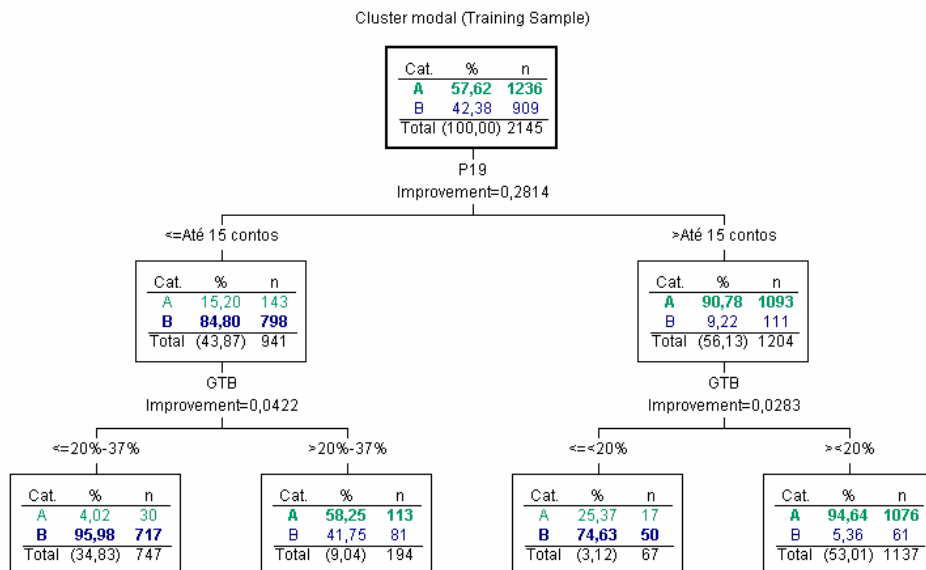 Cluster modal (Training Sample)
Cat. % n
A 57,62 1236
B 42,38 909
Total (100,00) 2145
P19
Improvement=0,2814
<=Até 15 contos
>Até 15 contos
Cat. % n
A 15,20 143
B 84,80 798
Total (43,87) 941
Cat. % n
A 90,78 1093
B 9,22 111
Total (56,13) 1204
GTB
Improvement=0,0422
GTB
Improvement=0,0283
<=20%-37%
>20%-37%
<=<20%
><20%
Cat. % n
A 4,02 30
B 95,98 717
Total (34,83) 747
Cat. % n
A 58,25 113
B 41,75 81
Total (9,04) 194
Cat. % n
A 25,37 17
B 74,63 50
Total (3,12) 67
Cat. % n
A 94,64 1076
B 5,36 61
Total (53,01) 1137